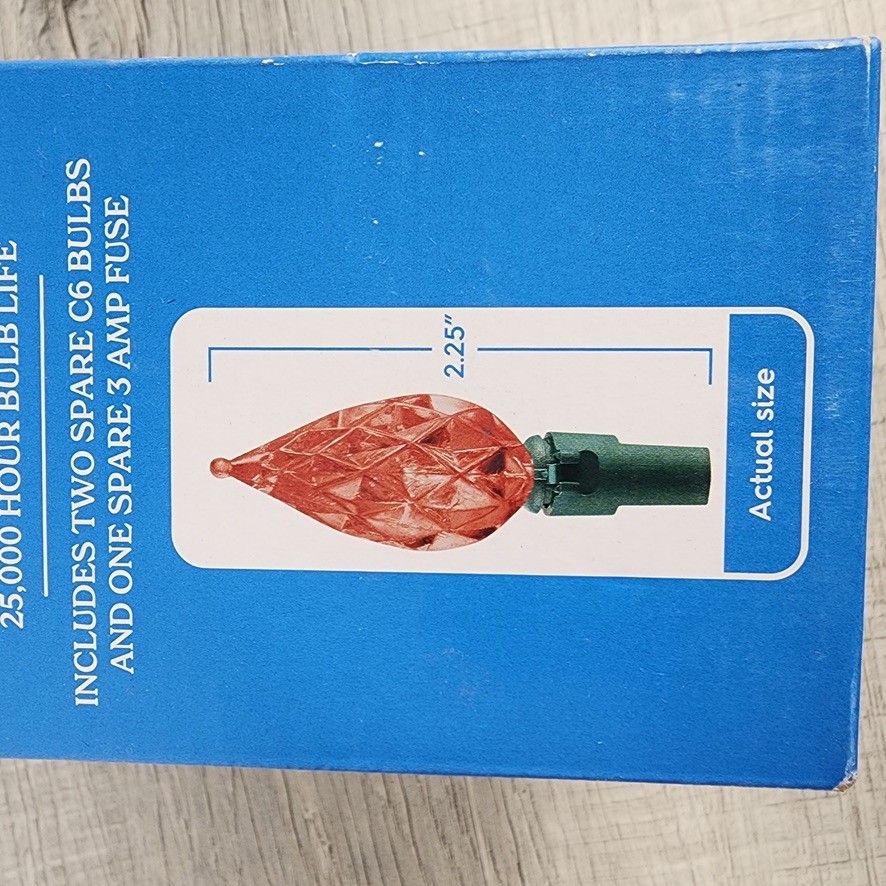 25,000 HOUR BULB LIFE
INCLUDES TWO SPARE C6 BULBS
AND ONE SPARE 3 AMP FUSE
2.25"
Actual size